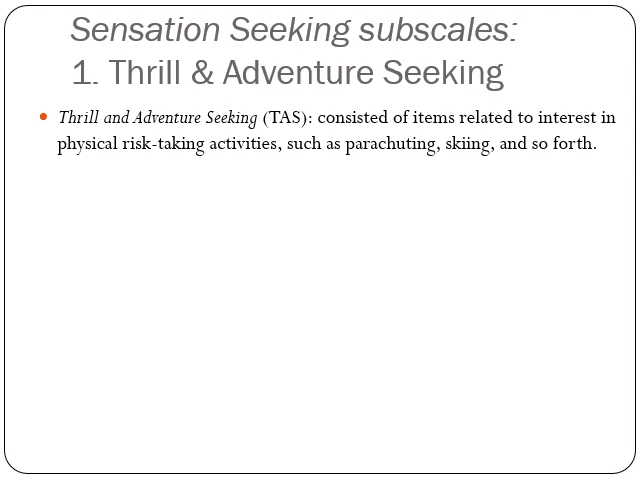 Sensation Seeking subscales:
1. Thrill & Adventure Seeking
• Thrill and Adventure Seeking (TAS): consisted of items related to interest in
physical risk-taking activities, such as parachuting, skiing, and so forth.